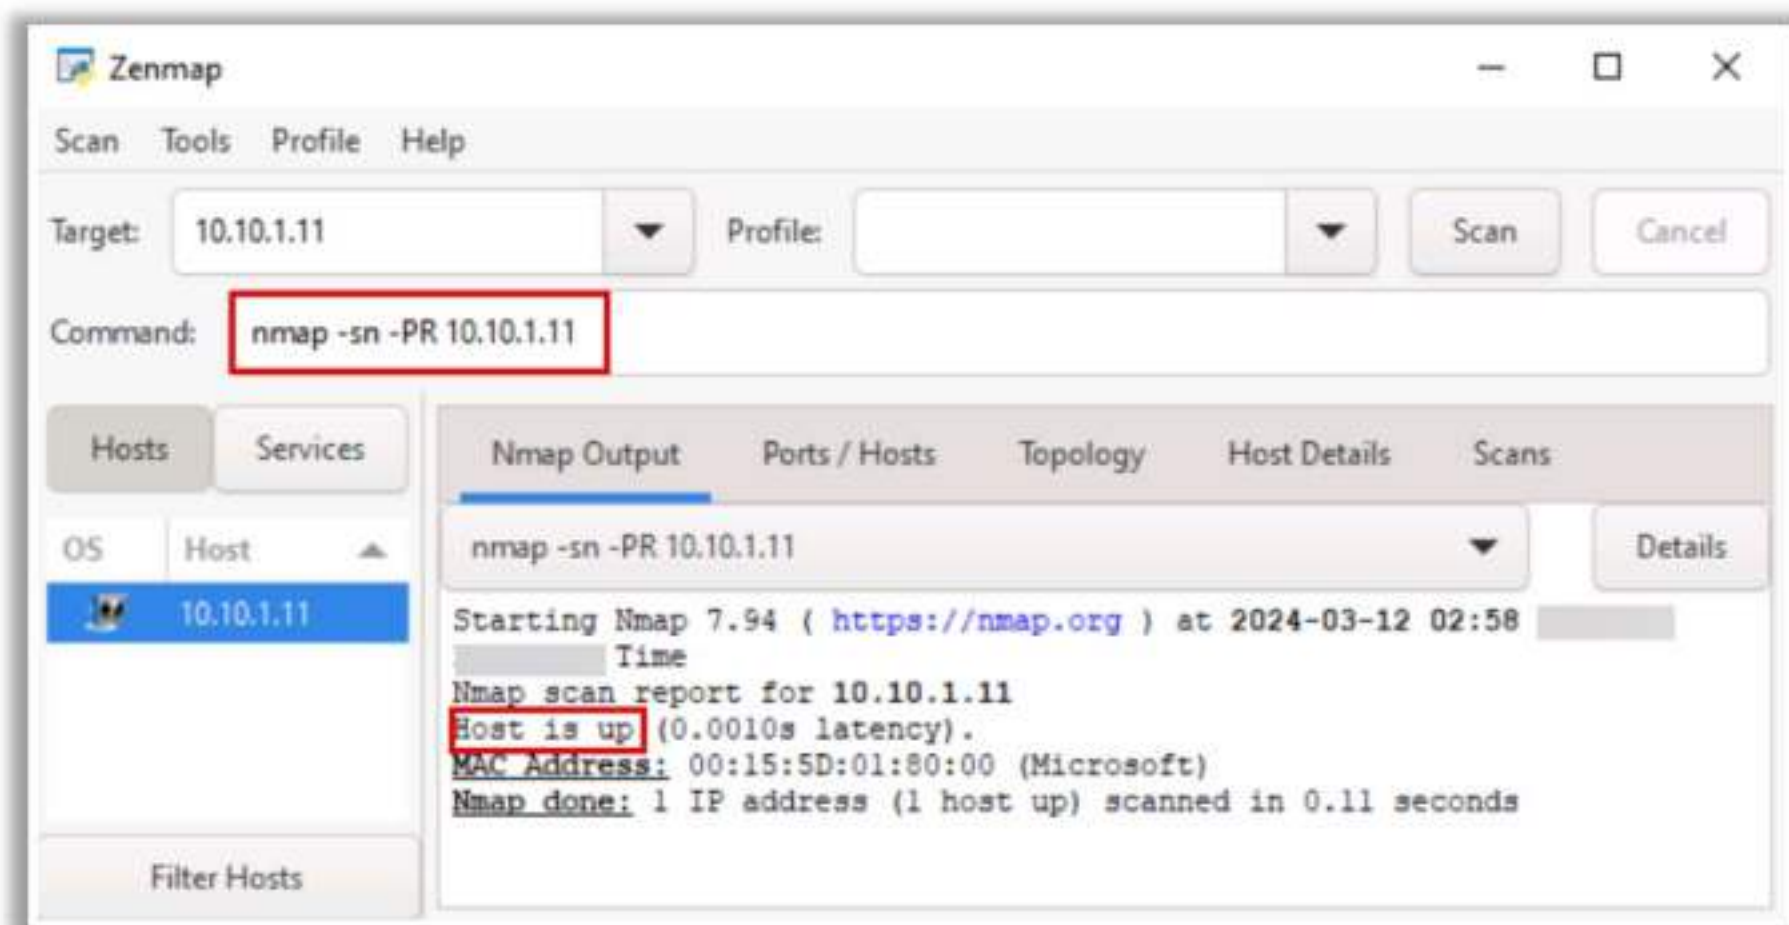 Zenmap
Scan Tools Profile Help
Target: 10.10.1.11 Profile: Scan Cancel
Command: nmap -sn -PR 10.10.1.11
Hosts Services
Nmap Output Ports / Hosts Topology Host Details Scans
OS Host
nmap -sn -PR 10.10.1.11 Details
10.10.1.11
Starting Nmap 7.94 ( https://nmap.org ) at 2024-03-12 02:58
Time
Nmap scan report for 10.10.1.11
Host is up (0.0010s latency).
MAC Address: 00:15:5D:01:80:00 (Microsoft)
Nmap done: 1 IP address (1 host up) scanned in 0.11 seconds
Filter Hosts